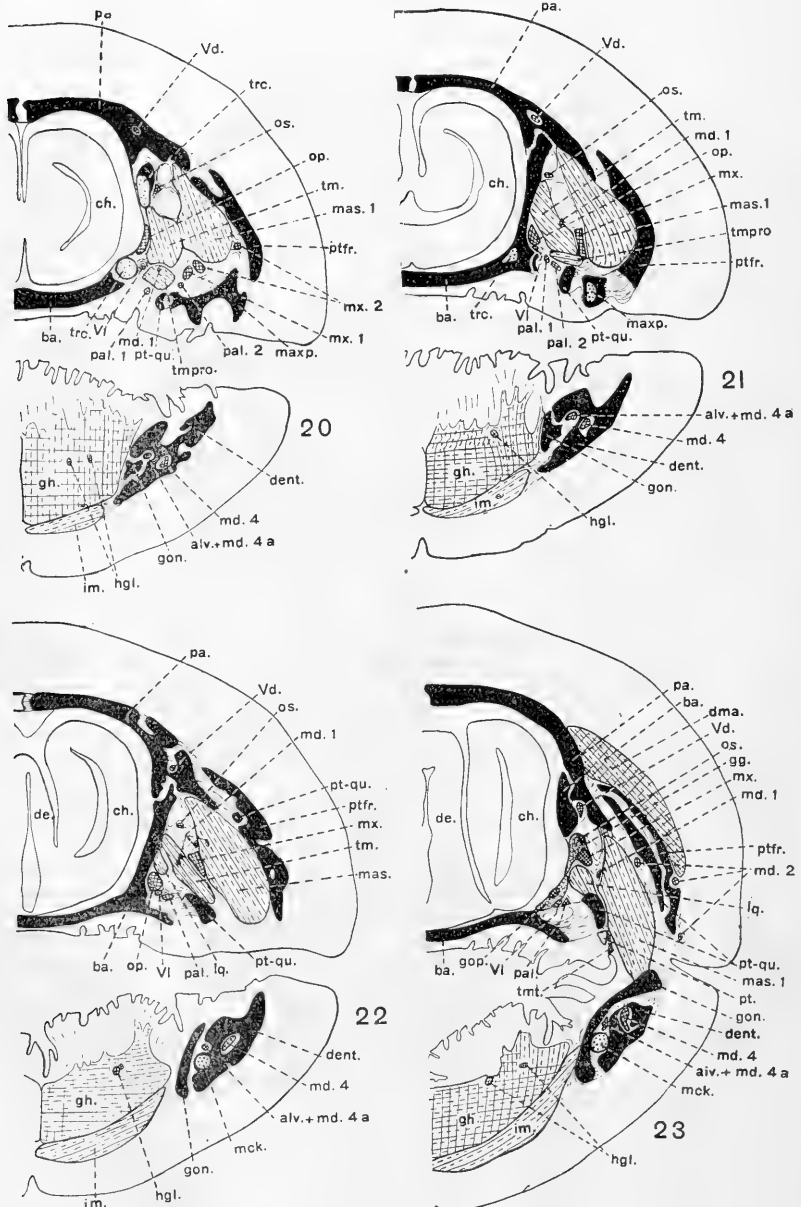 pa.
Vd.
trc.
os.
op.
tm.
mas. 1
ptfr.
mx. 2
mx. 1
maxp.
pal. 2
tmpro.
pt-qu.
md. 1
pal. 1
VI
trc.
ba.
ch.
20
gh.
dent.
md. 4
alv.+md. 4 a
gon.
hgl.
im.
pa.
Vd.
os.
tm.
md. 1
op.
mx.
mas.1
tmpro
ptfr.
maxp.
pt-qu.
pal. 2
pal. 1
VI
trc.
ba.
ch.
21
alv.+md. 4 a
md. 4
dent.
gon.
hgl.
gh.
im.
pa.
Vd.
os.
md. 1
pt-qu.
ptfr.
mx.
tm.
mas.
pt-qu.
lq.
pal.
VI
op.
ba.
de.
ch.
22
dent.
md. 4
alv.+ md. 4 a
mck.
gon.
hgl.
im.
gh.
pa.
ba.
dma.
Vd.
os.
gg.
mx.
md. 1
ptfr.
md. 2
lq.
pt-qu.
mas. 1
pt.
gon.
dent.
md. 4
alv.+ md. 4 a
mck.
tmt.
pal.
VI
gop.
ba.
de.
ch.
gh.
im.
hgl.
23